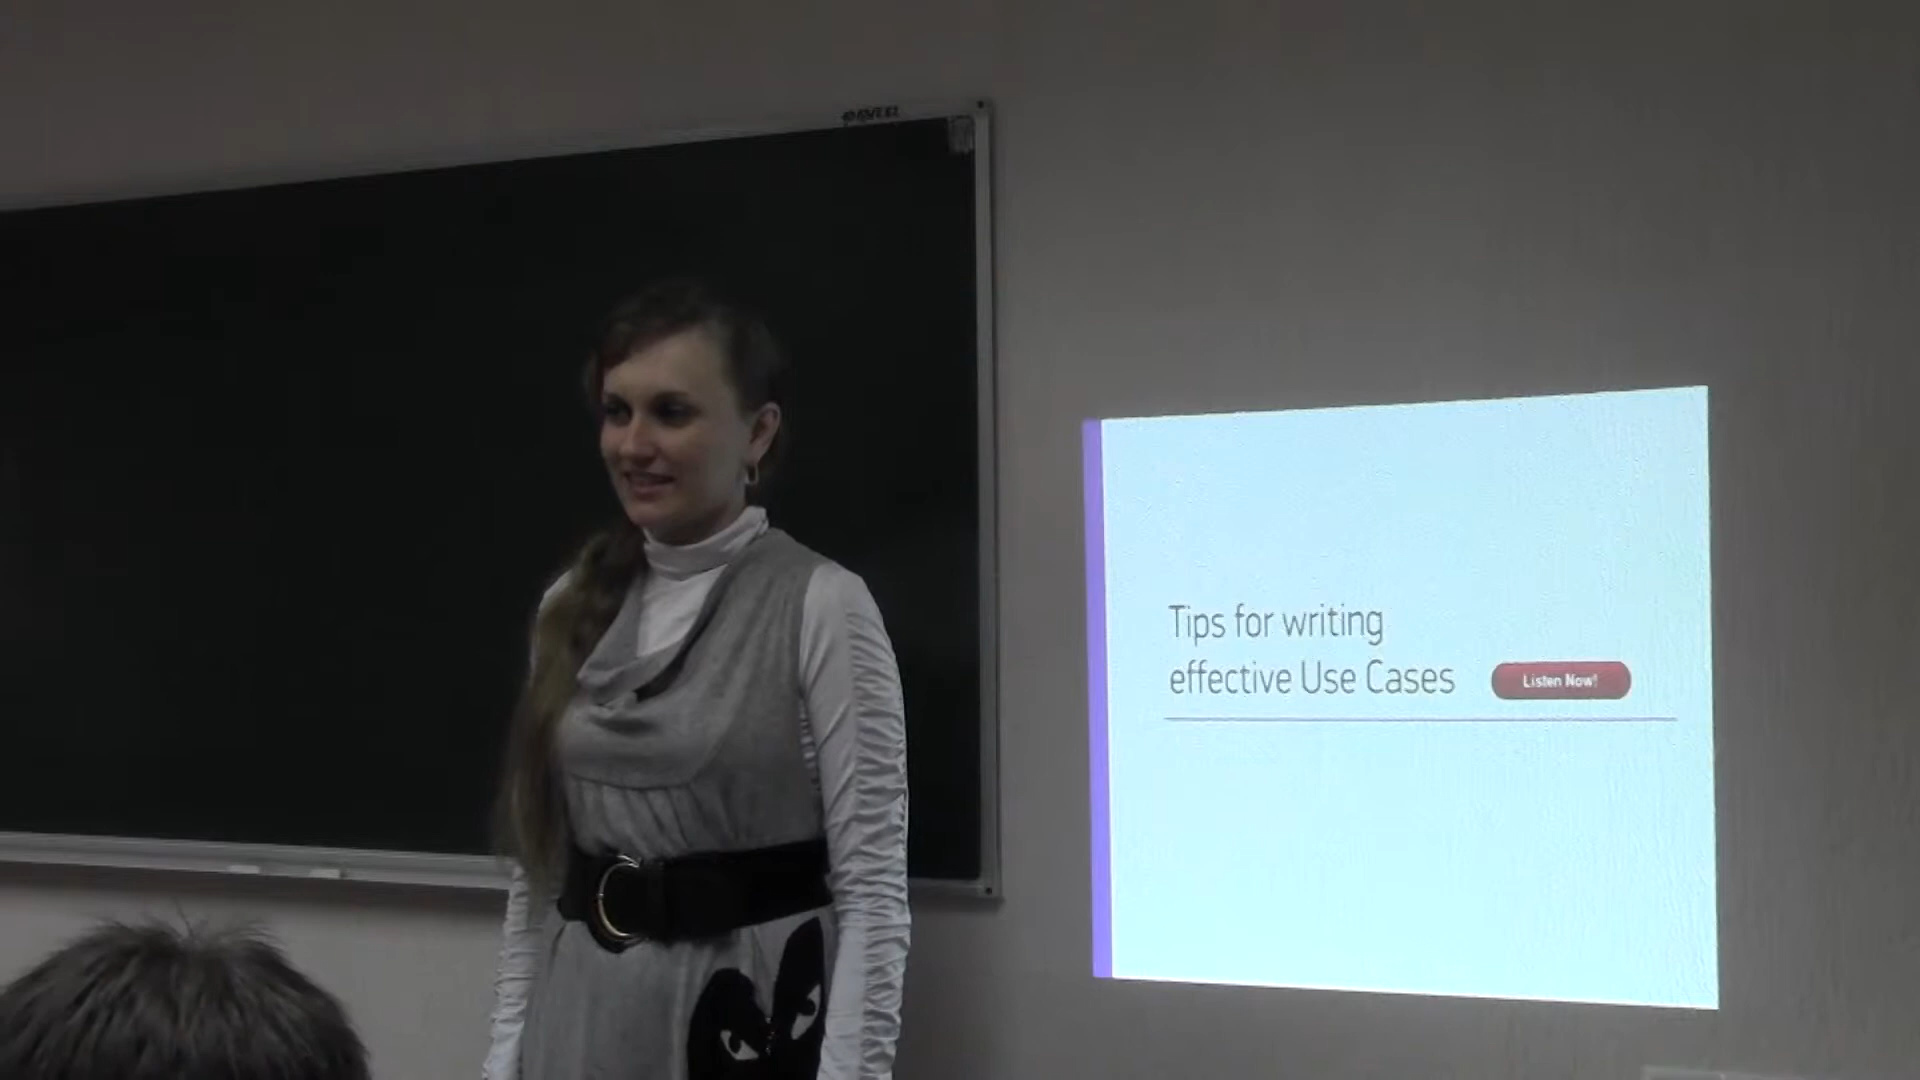 Tips for writing
effective Use Cases
Listen Now!